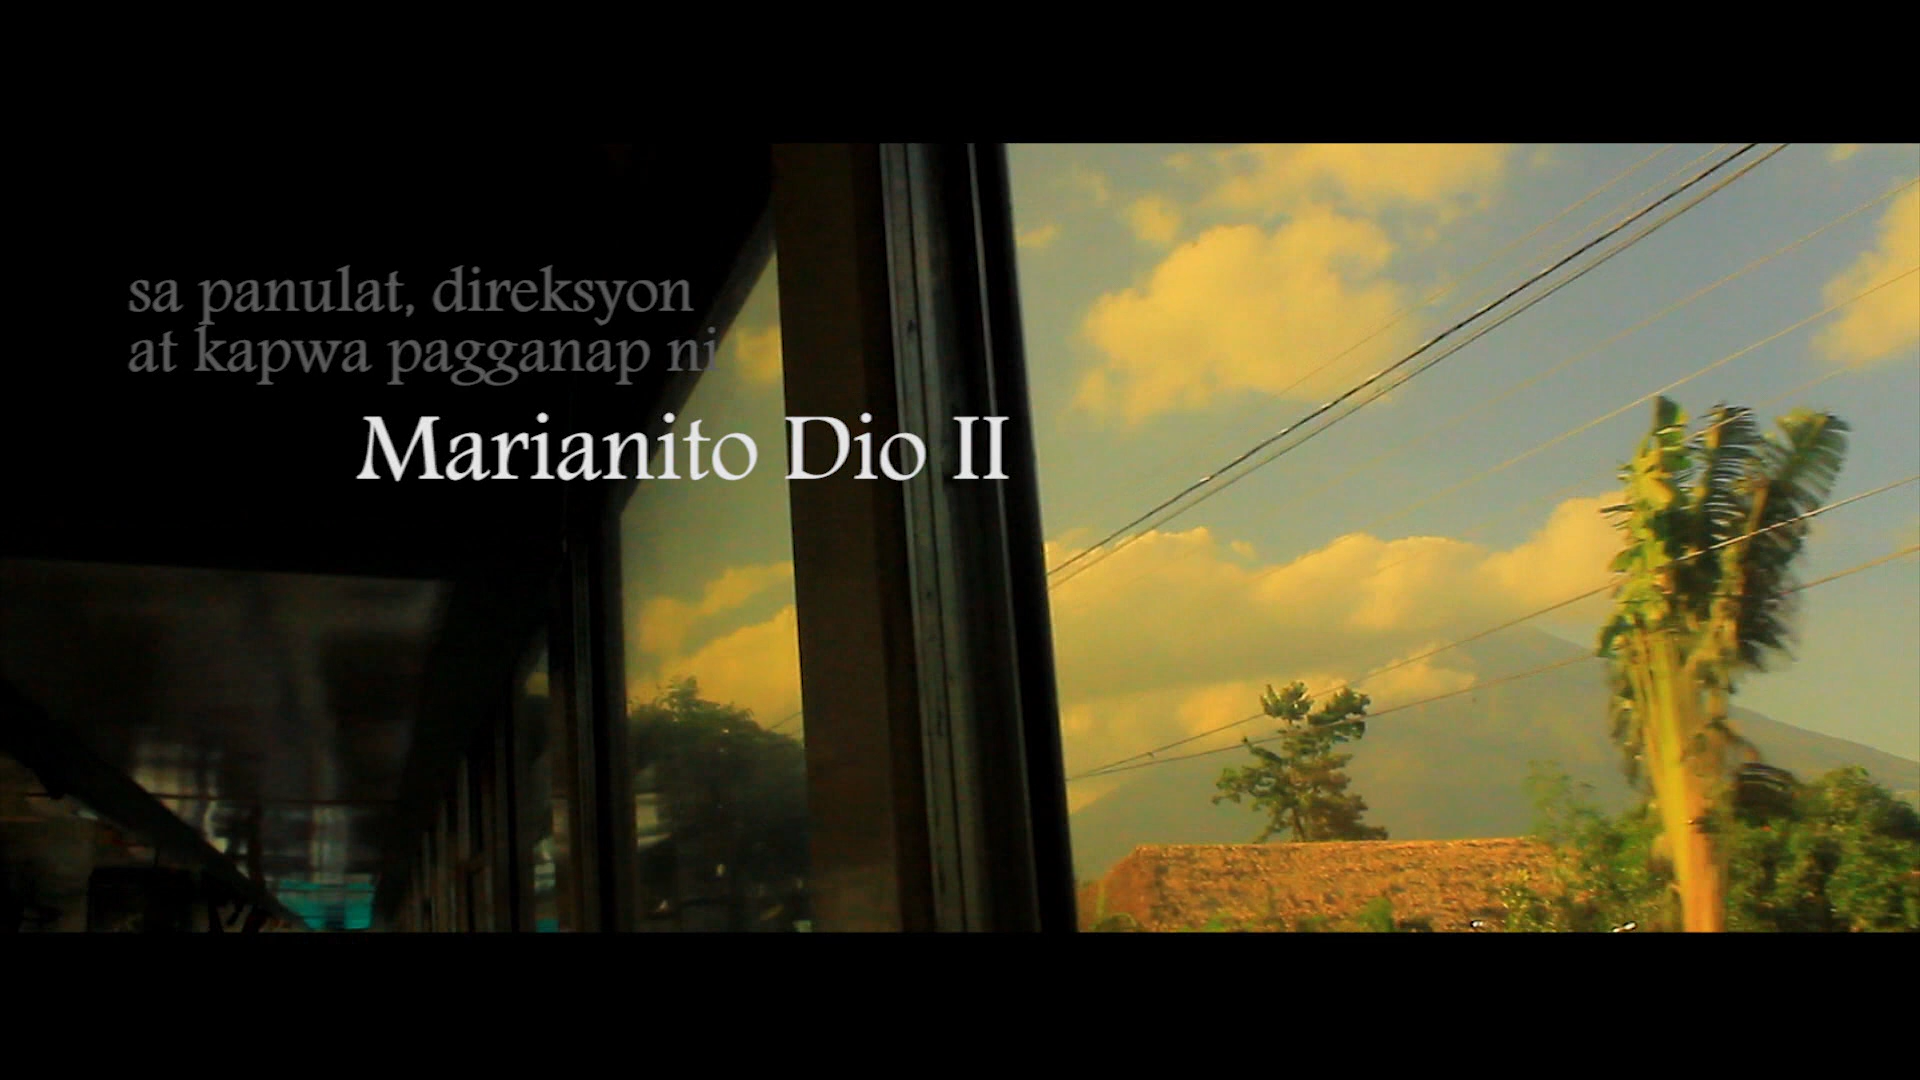 sa panulat, direksyon
at kapwa pagganap ni
Marianito Dio II